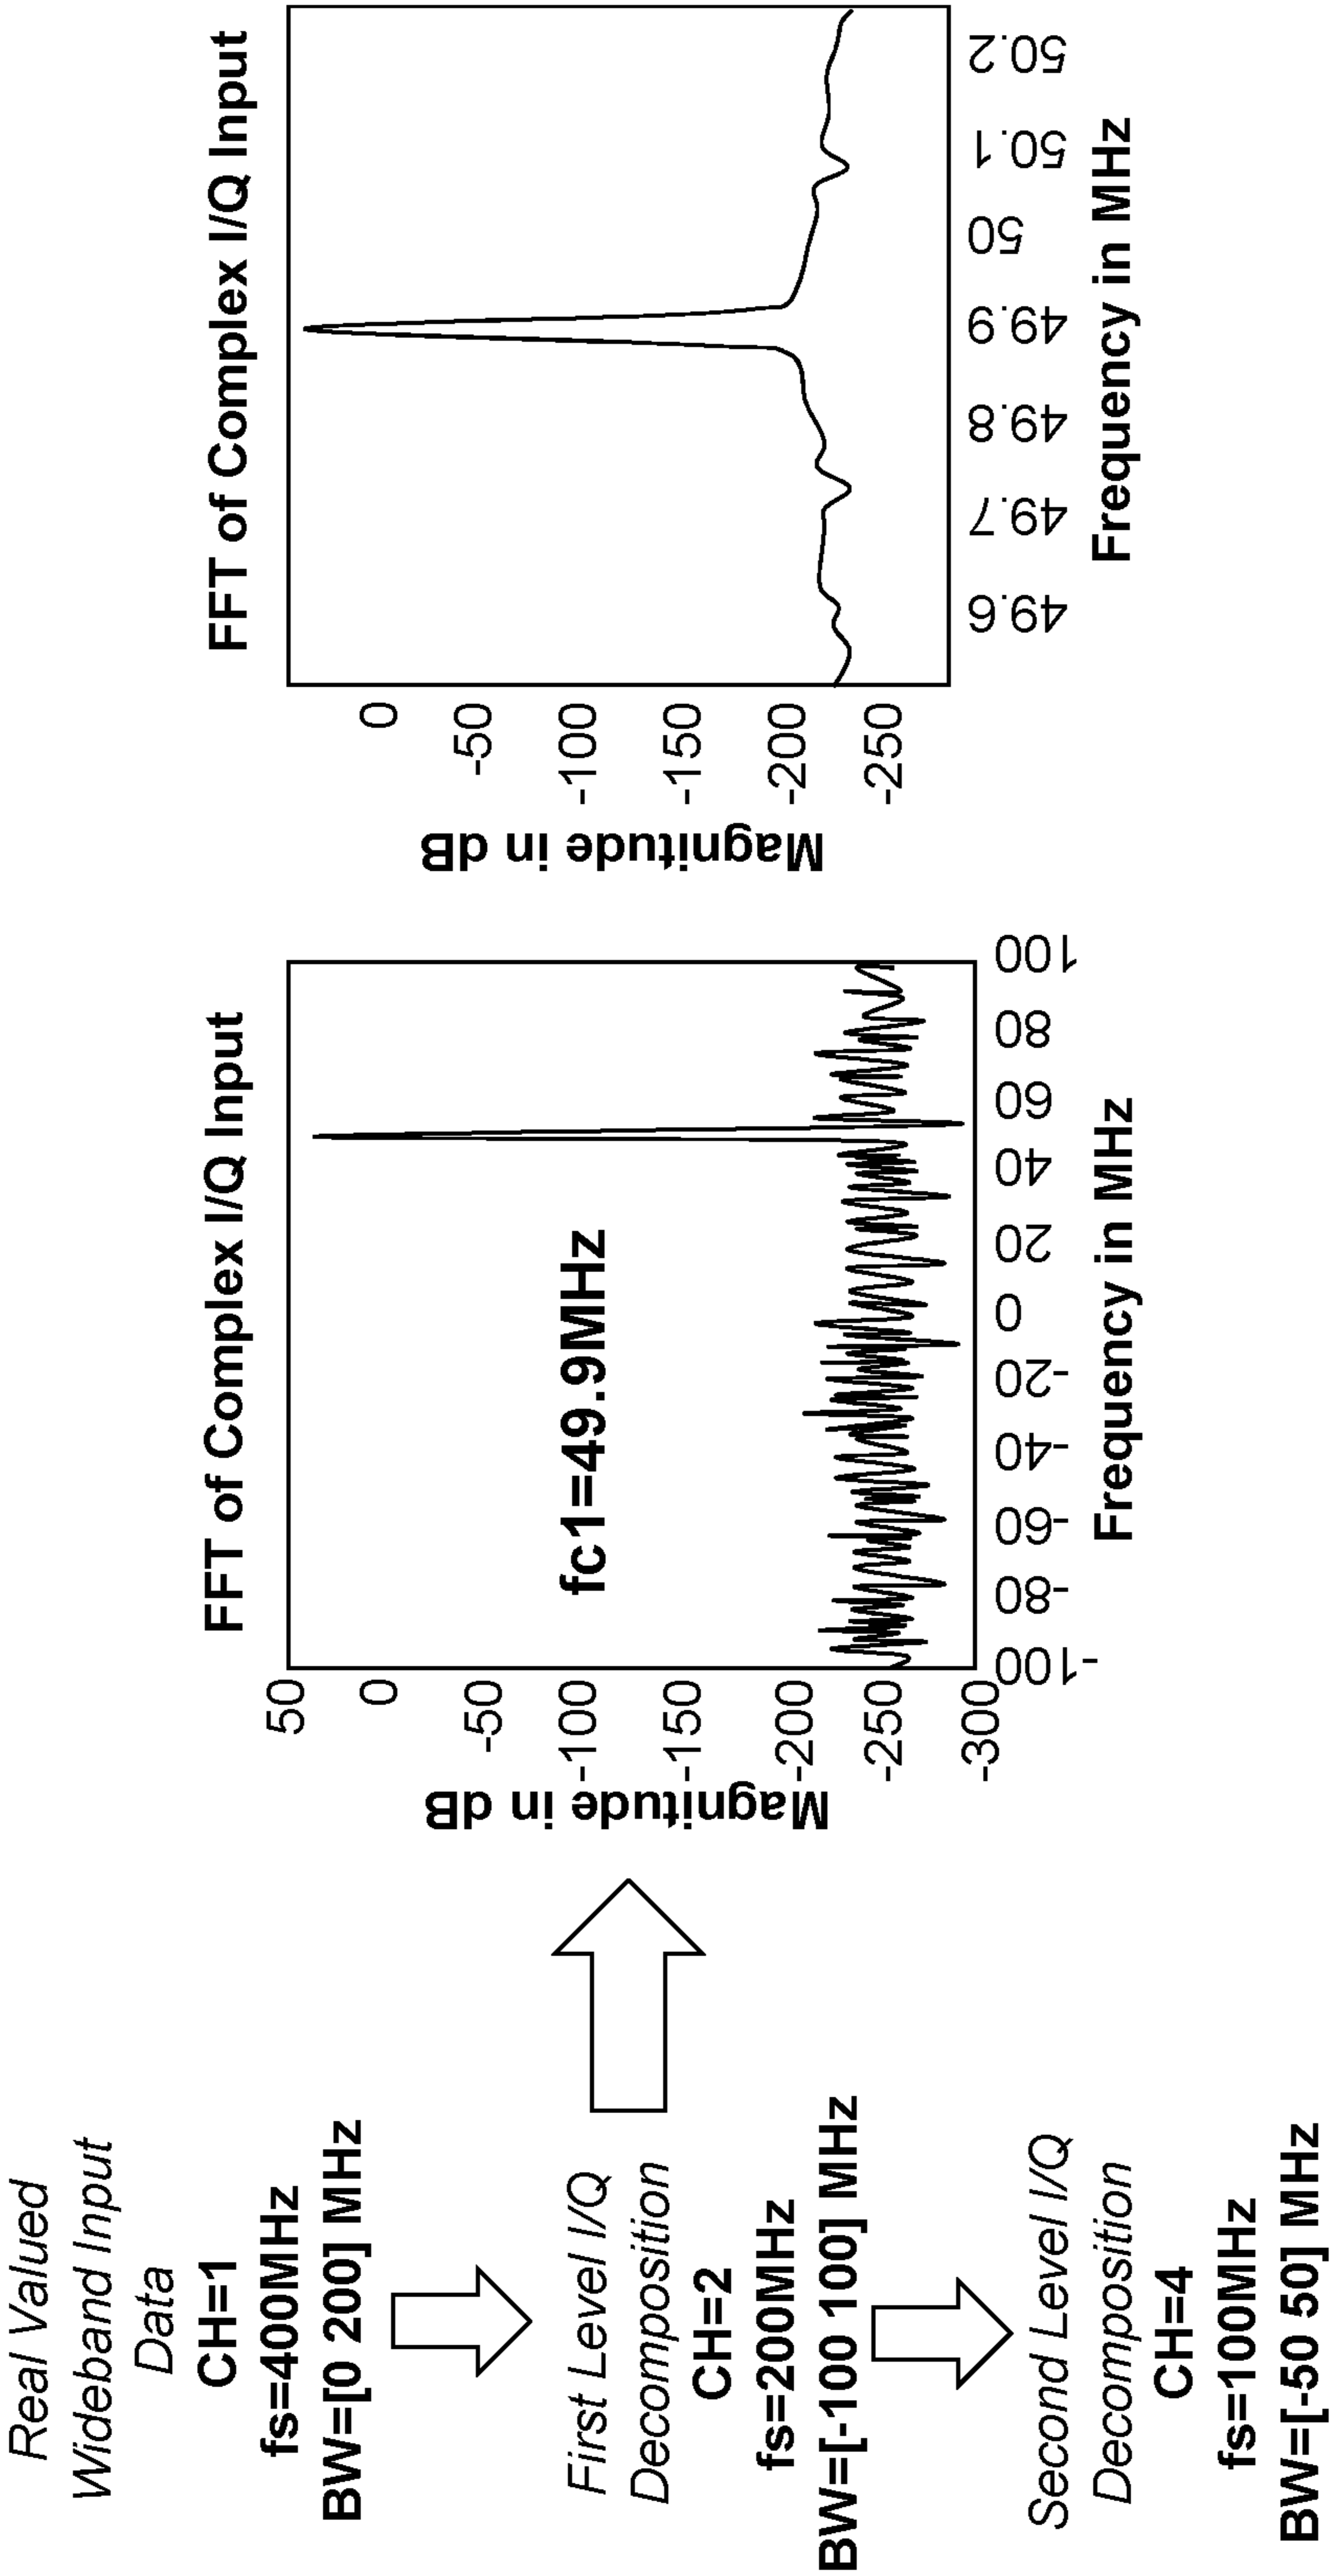 Real Valued
Wideband Input
Data
CH=1
fs=400MHz
BW=[0 200] MHz
First Level I/Q
Decomposition
CH=2
fs=200MHz
BW=[-100 100] MHz
Second Level I/Q
Decomposition
CH=4
fs=100MHz
BW=[-50 50] MHz
FFT of Complex I/Q Input
Magnitude in dB
50
0
-50
-100
-150
-200
-250
-300
fc1=49.9MHz
-100 -80 -60 -40 -20 0 20 40 60 80 100
Frequency in MHz
FFT of Complex I/Q Input
Magnitude in dB
0
-50
-100
-150
-200
-250
49.6 49.7 49.8 49.9 50 50.1 50.2
Frequency in MHz